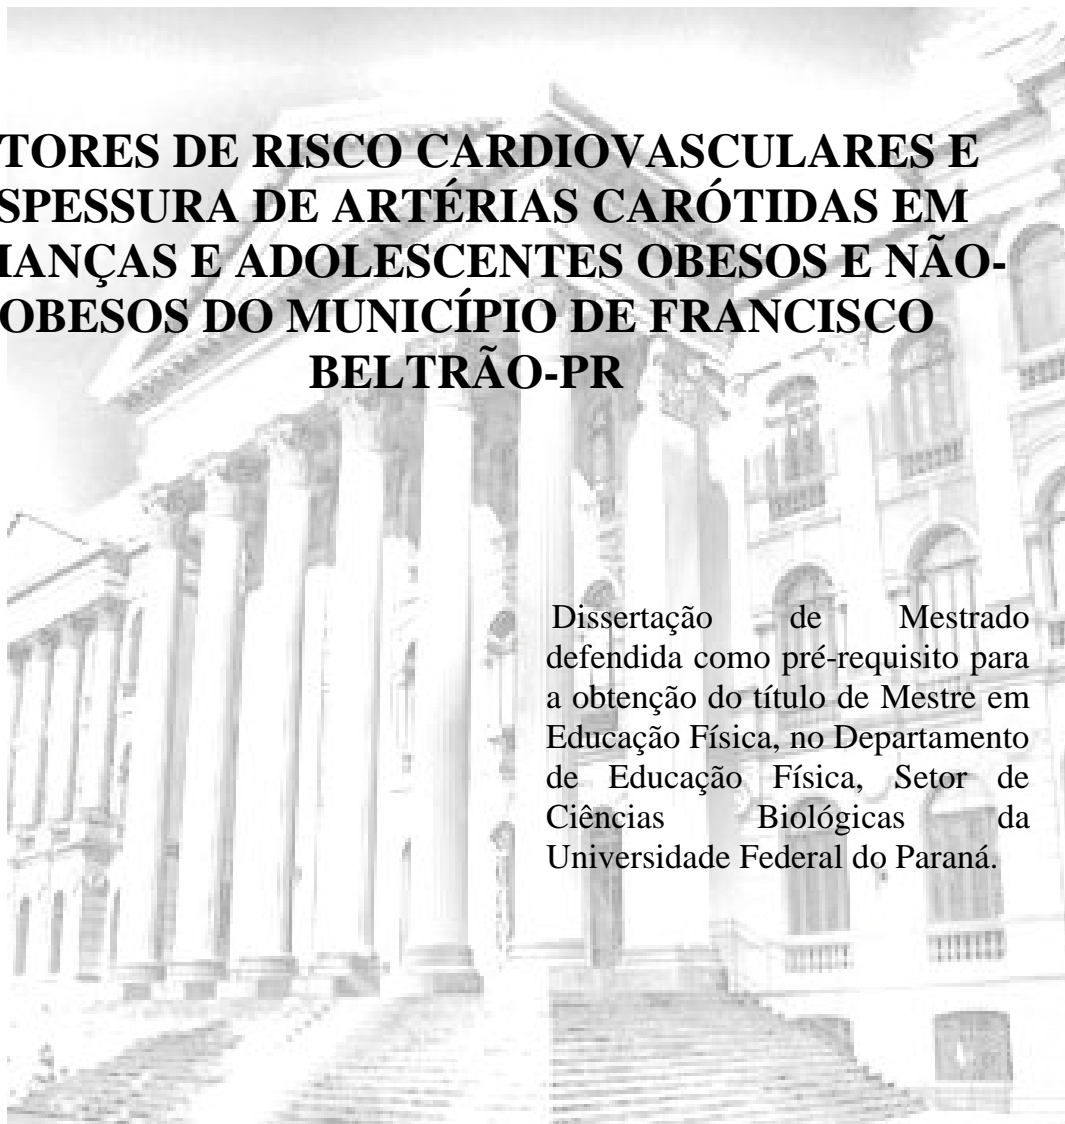 TORES DE RISCO CARDIOVASCULARES E
SPESSURA DE ARTÉRIAS CARÓTIDAS EM
IANÇAS E ADOLESCENTES OBESOS E NÃO-
OBESOS DO MUNICÍPIO DE FRANCISCO
BELTRÃO-PR
Dissertação de Mestrado
defendida como pré-requisito para
a obtenção do título de Mestre em
Educação Física, no Departamento
de Educação Física, Setor de
Ciências Biológicas da
Universidade Federal do Paraná.